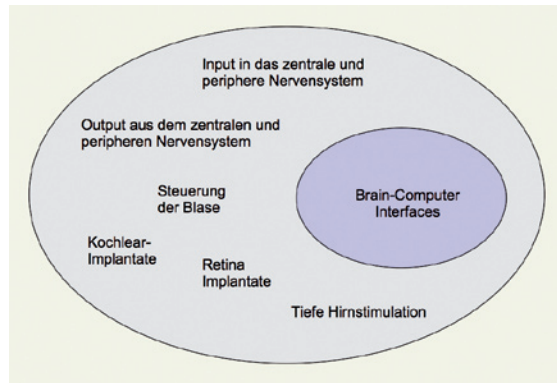 Input in das zentrale und
periphere Nervensystem
Output aus dem zentralen und
peripheren Nervensystem
Steuerung
der Blase
Brain-Computer
Interfaces
Kochlear-
Implantate
Retina
Implantate
Tiefe Hirnstimulation